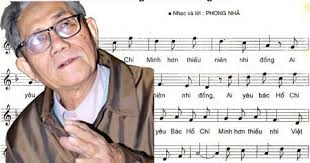 Nhạc và lời : PHONG NHÃ
Chí Minh hơn thiếu niên nhi đồng Ai
yêu nhi đồng, Ai yêu bác Hồ Chí
yêu Bác Hồ Chí Minh thiếu nhi Việt